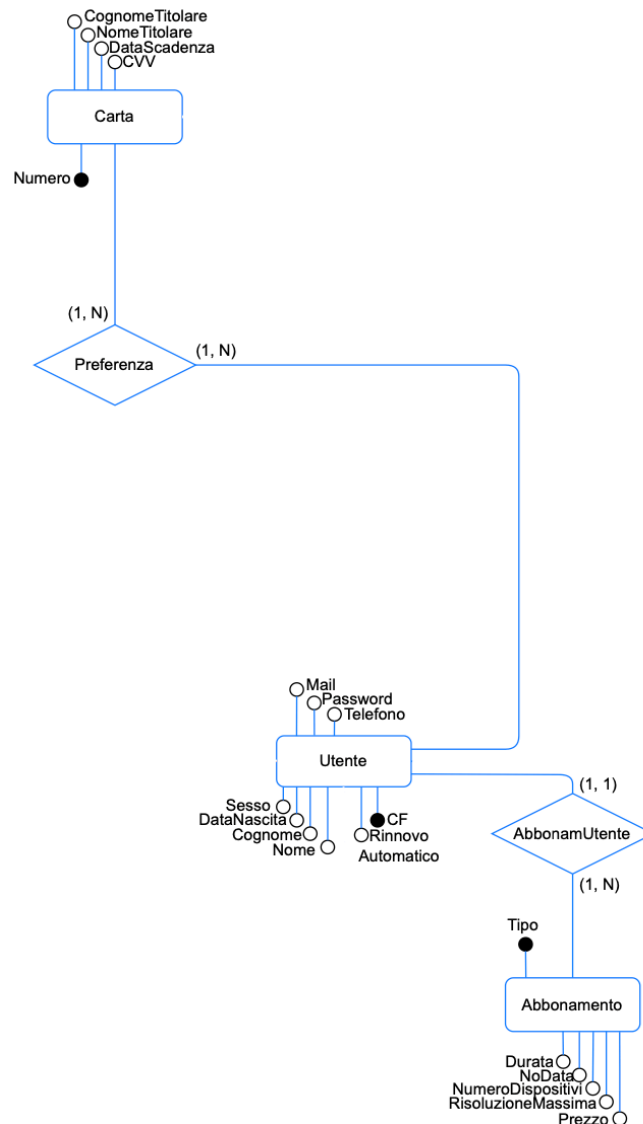 CognomeTitolare
NomeTitolare
DataScadenza
CVV
Carta
Numero
(1, N)
(1, N)
Preferenza
Mail
Password
Telefono
Utente
Sesso
DataNascita
CF
Cognome
Rinnovo
Nome
Automatico
(1, 1)
AbbonamUtente
(1, N)
Tipo
Abbonamento
Durata
NoData
NumeroDispositivi
RisoluzioneMassima
Prezzo